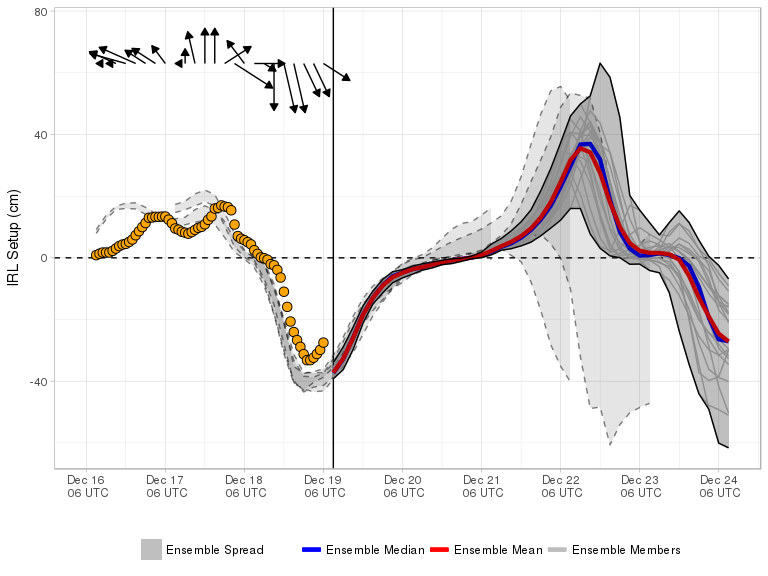 80
40
0
-40
IRL Setup (cm)
Dec 16 Dec 17 Dec 18 Dec 19 Dec 20 Dec 21 Dec 22 Dec 23 Dec 24
06 UTC 06 UTC 06 UTC 06 UTC 06 UTC 06 UTC 06 UTC 06 UTC 06 UTC
Ensemble Spread Ensemble Median Ensemble Mean Ensemble Members